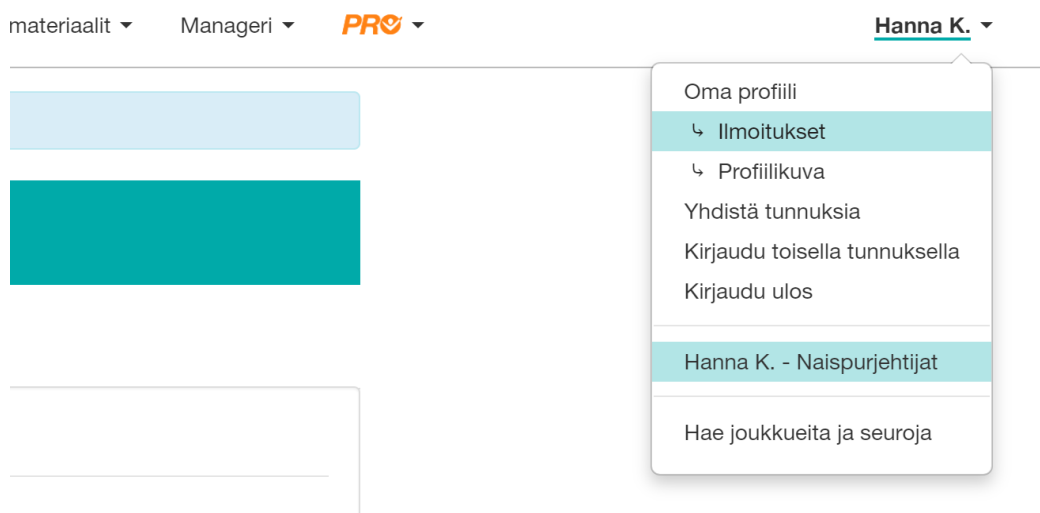 materiaalit Manageri PRO Hanna K.
Oma profiili
Ilmoitukset
Profiilikuva
Yhdistä tunnuksia
Kirjaudu toisella tunnuksella
Kirjaudu ulos
Hanna K. - Naispurjehtijat
Hae joukkueita ja seuroja